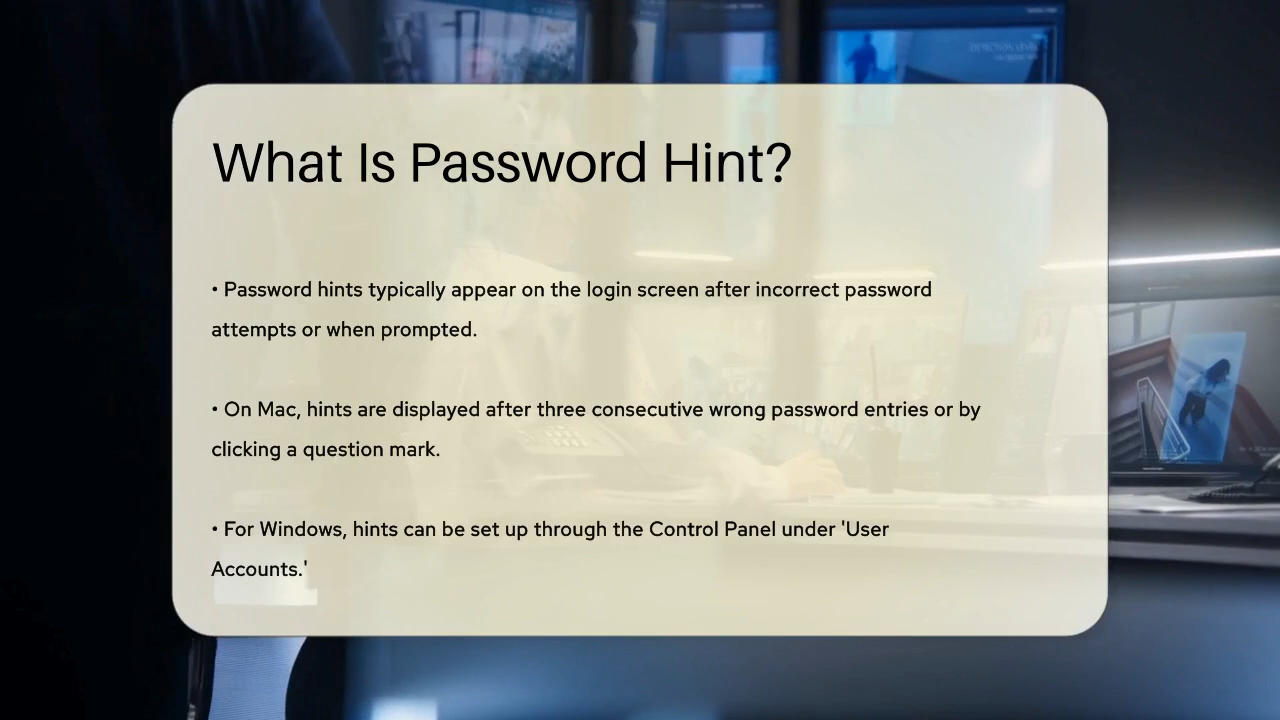 What Is Password Hint?
• Password hints typically appear on the login screen after incorrect password
attempts or when prompted.
• On Mac, hints are displayed after three consecutive wrong password entries or by
clicking a question mark.
• For Windows, hints can be set up through the Control Panel under 'User
Accounts.'